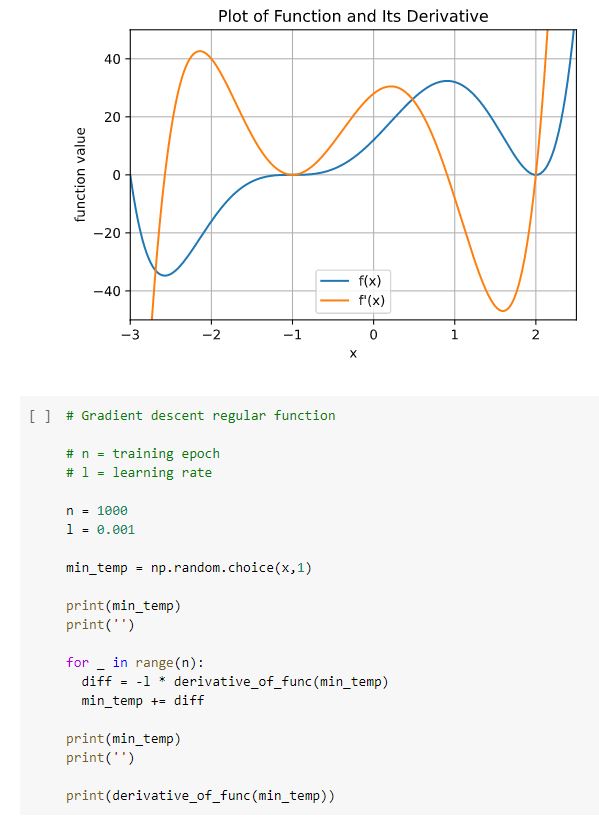 Plot of Function and Its Derivative
40
20
0
−20
−40
function value
f(x)
f'(x)
−3 −2 −1 0 1 2
x
[ ] # Gradient descent regular function
# n = training epoch
# l = learning rate
n = 1000
l = 0.001
min_temp = np.random.choice(x,1)
print(min_temp)
print('')
for _ in range(n):
  diff = -l * derivative_of_func(min_temp)
  min_temp += diff
print(min_temp)
print('')
print(derivative_of_func(min_temp))